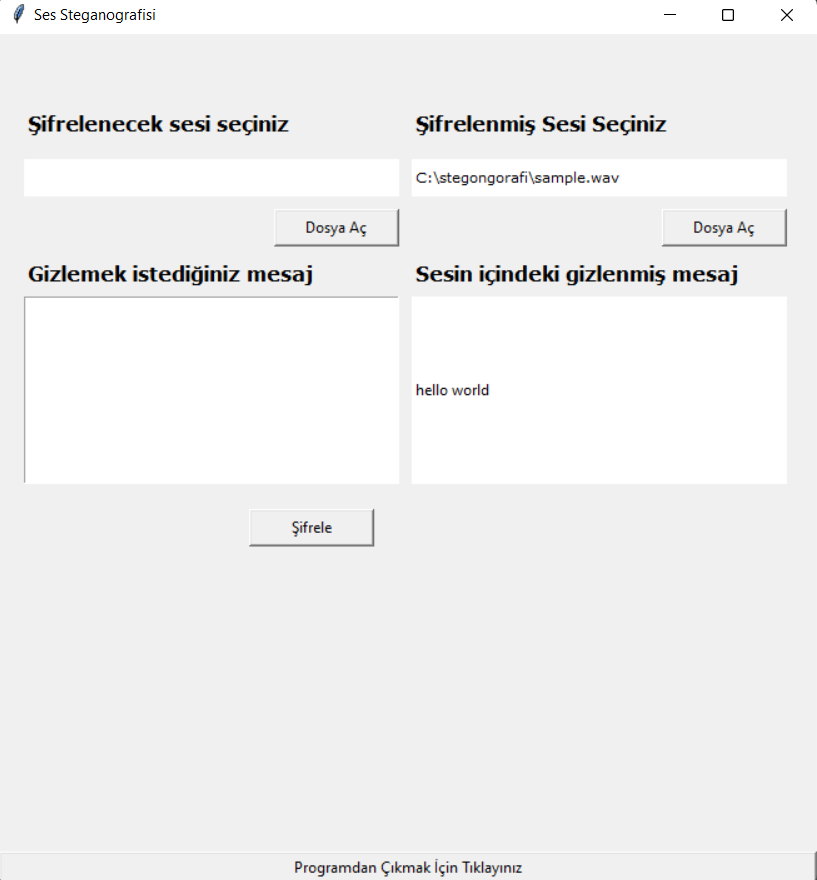 Ses Steganografisi
Şifrelenecek sesi seçiniz
Şifrelenmiş Sesi Seçiniz
C:\stegongorafi\sample.wav
Dosya Aç
Dosya Aç
Gizlemek istediğiniz mesaj
Sesin içindeki gizlenmiş mesaj
hello world
Şifrele
Programdan Çıkmak İçin Tıklayınız